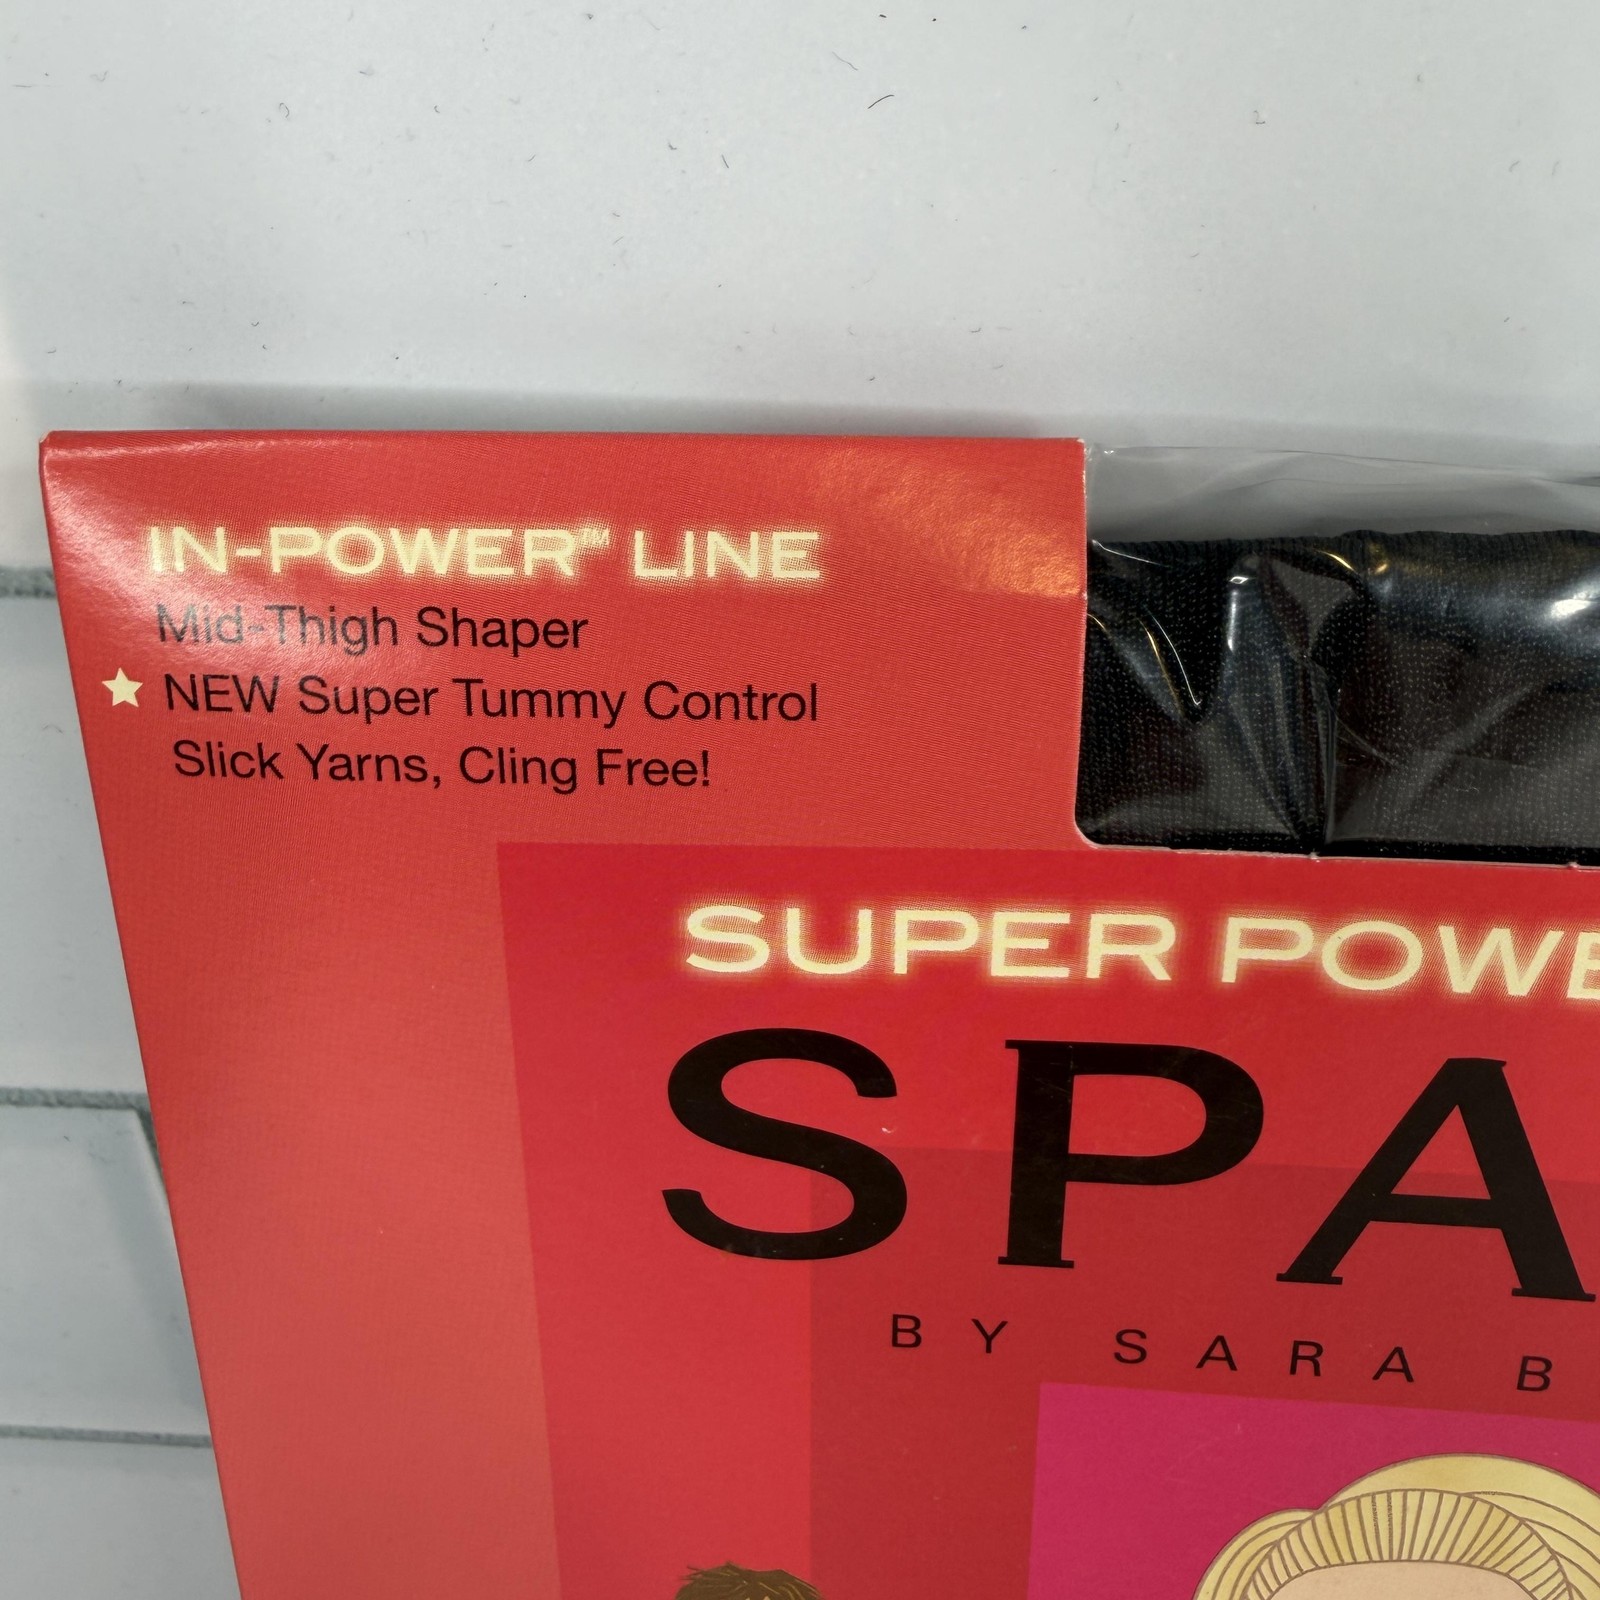 IN-POWER™ LINE
Mid-Thigh Shaper
NEW Super Tummy Control
Slick Yarns, Cling Free!
SUPER POWE
SPA
BY SARA B